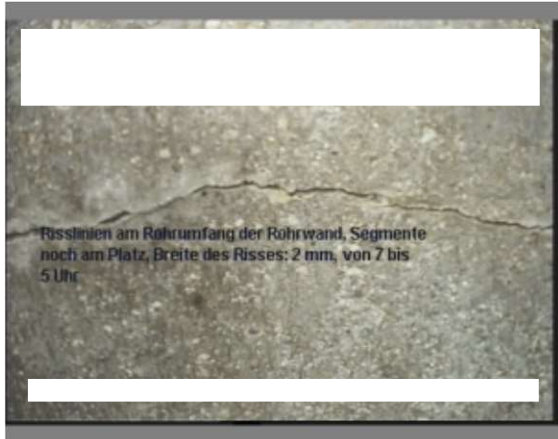 Risslinien am Rohrumfang der Rohrwand, Segmente
noch am Platz, Breite des Risses: 2 mm, von 7 bis
5 Uhr